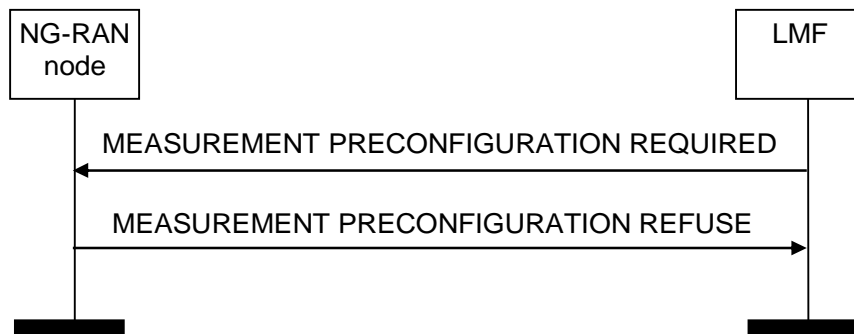 NG-RAN
node
LMF
MEASUREMENT PRECONFIGURATION REQUIRED
MEASUREMENT PRECONFIGURATION REFUSE